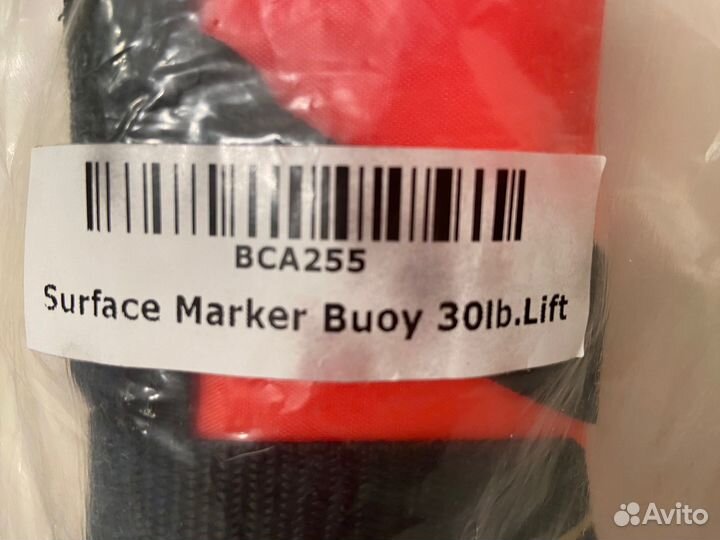 BCA255
Surface Marker Buoy 30lb.Lift
Avito